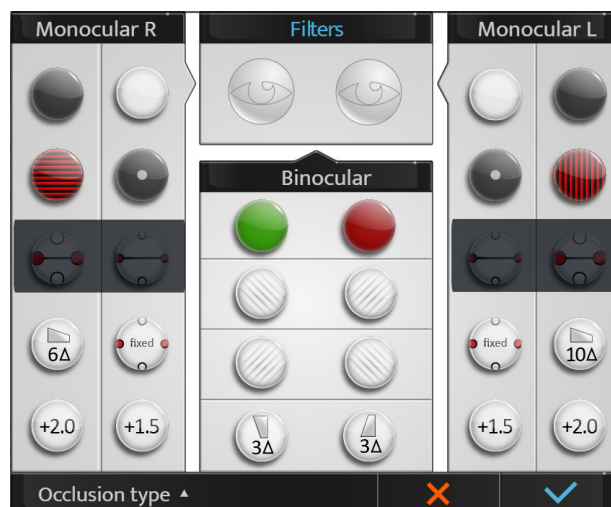 Monocular R
Filters
Monocular L
Binocular
6Δ
fixed
fixed
10Δ
+2.0
+1.5
3Δ
3Δ
+1.5
+2.0
Occlusion type ▲